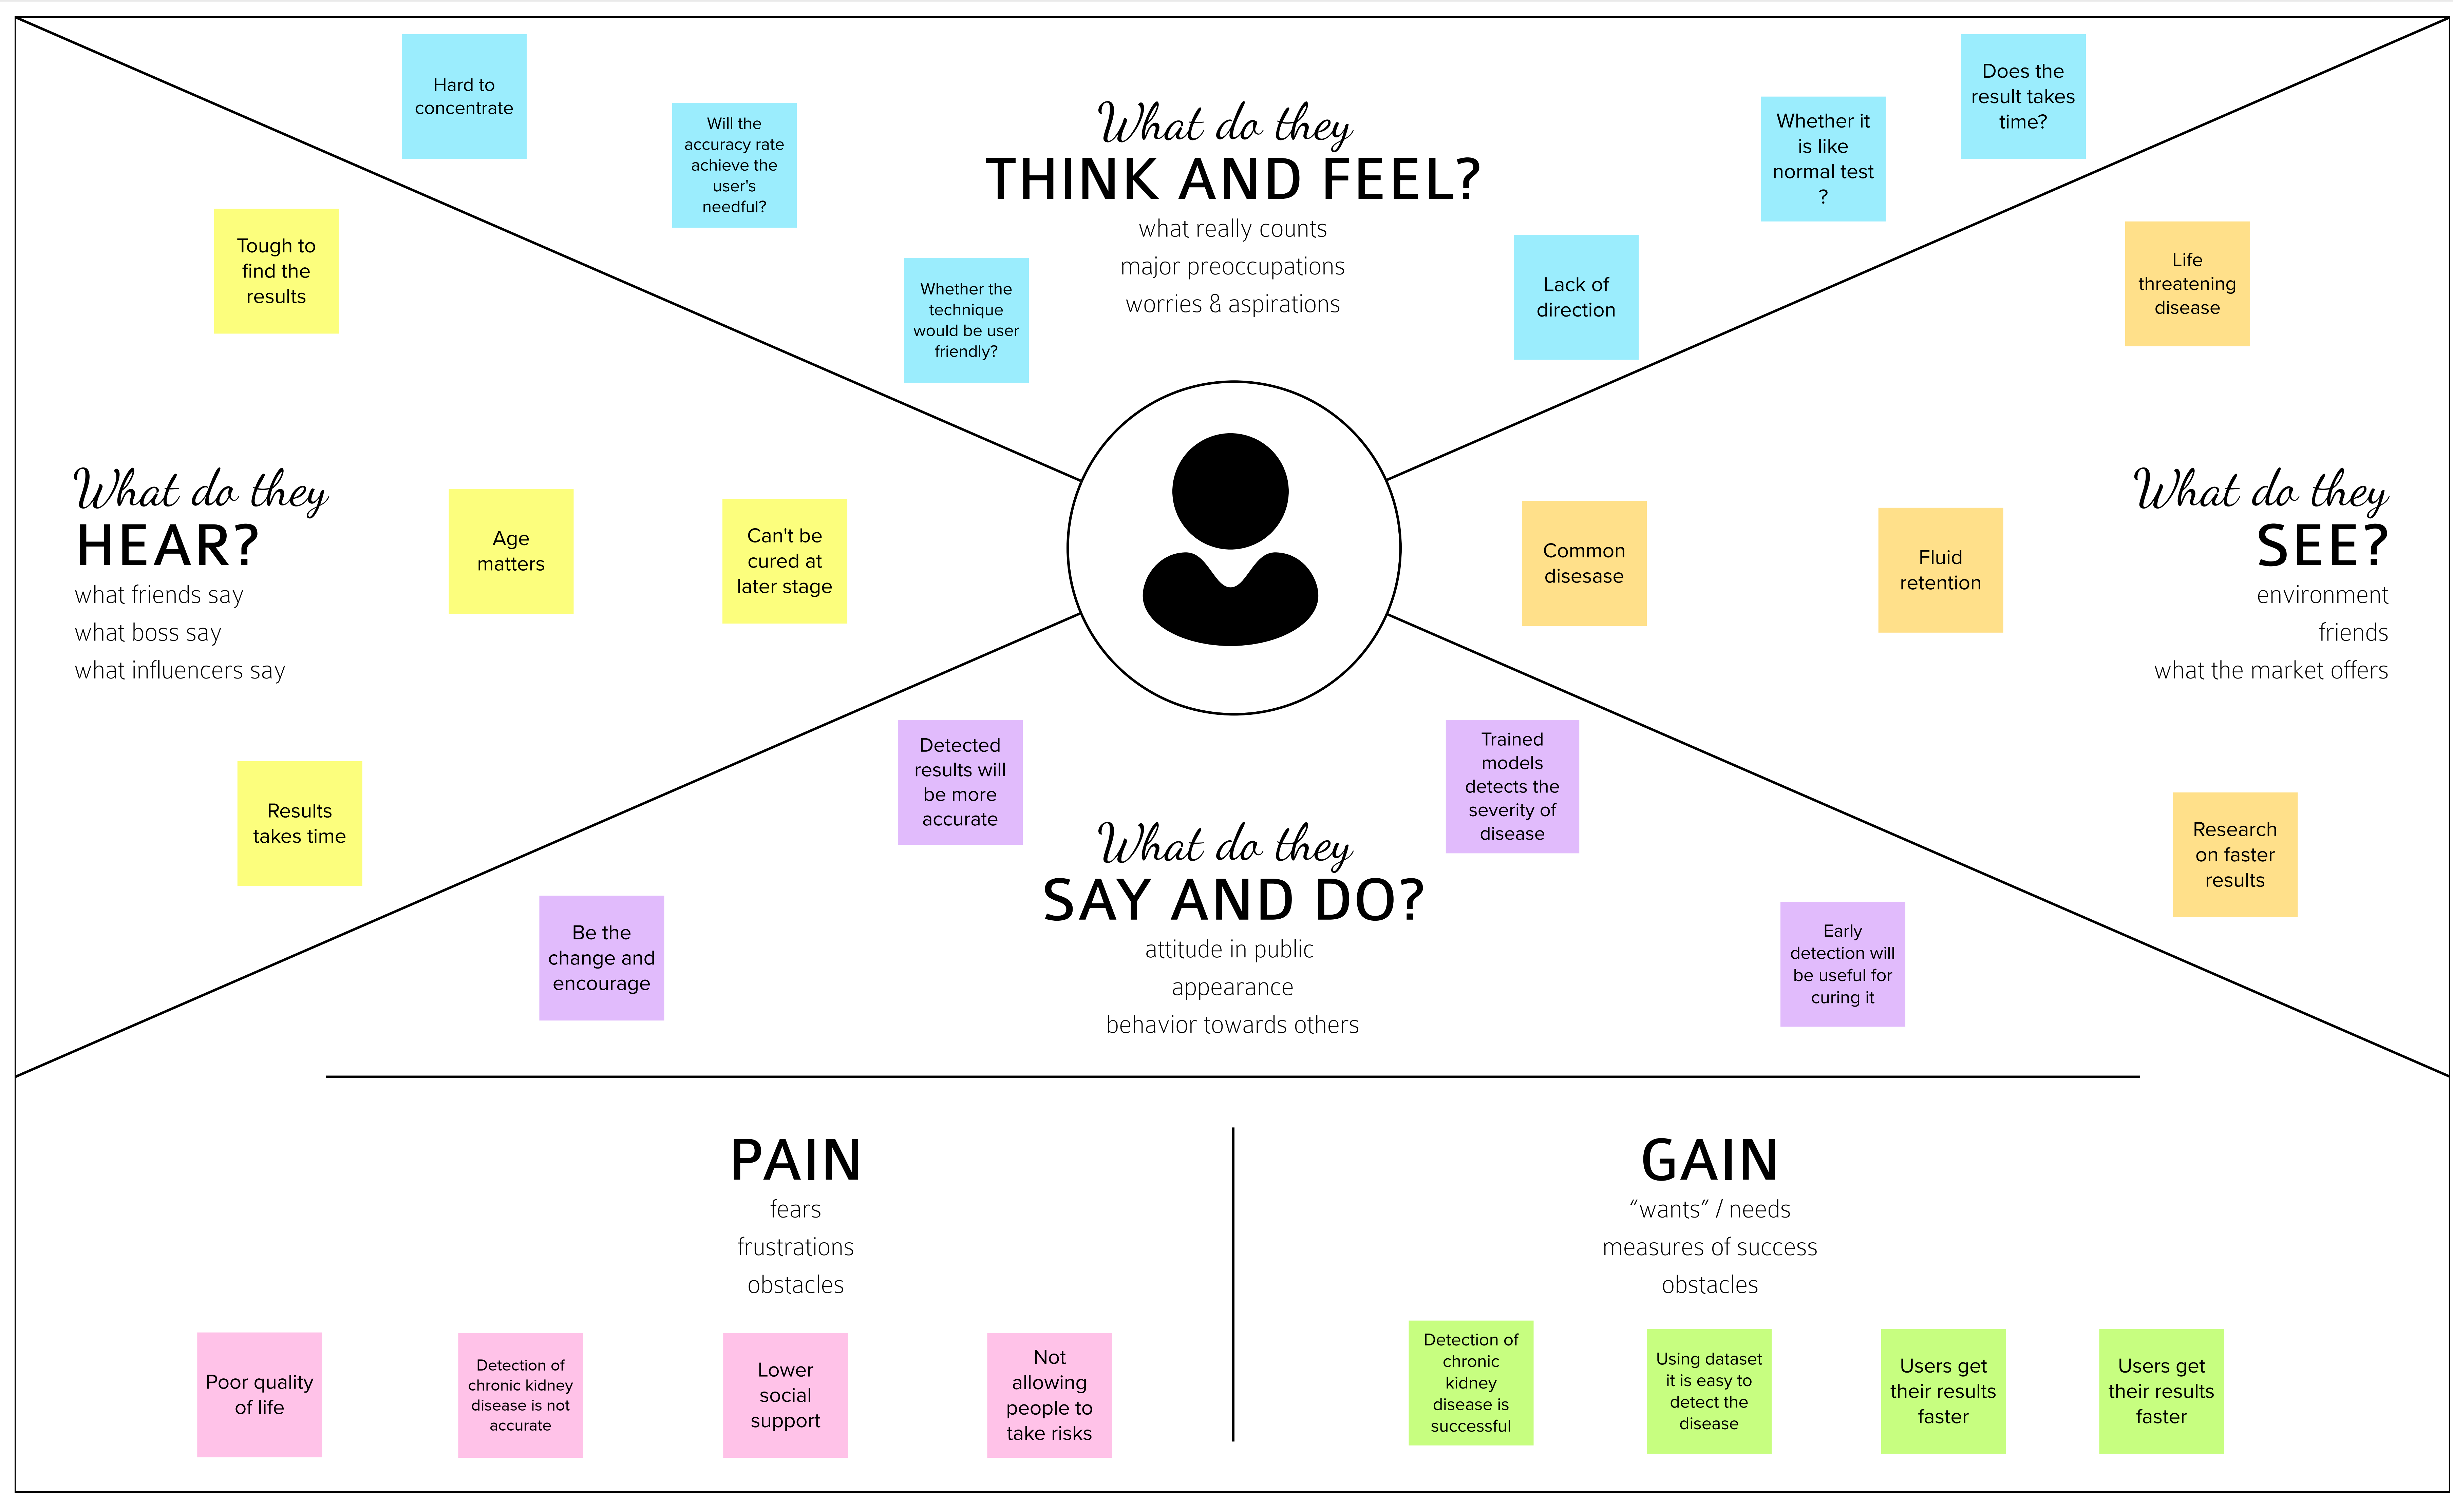 Hard to
concentrate
Will the
accuracy rate
achieve the
user's
needful?
Whether the
technique
would be user
friendly?
What do they
THINK AND FEEL?
what really counts
major preoccupations
worries & aspirations
Lack of
direction
Whether it
is like
normal test
?
Does the
result takes
time?
Tough to
find the
results
What do they
HEAR?
what friends say
what boss say
what influencers say
Age
matters
Can't be
cured at
later stage
Results
takes time
Life
threatening
disease
Common
disesase
Fluid
retention
What do they
SEE?
environment
friends
what the market offers
Research
on faster
results
Detected
results will
be more
accurate
Trained
models
detects the
severity of
disease
What do they
SAY AND DO?
attitude in public
appearance
behavior towards others
Be the
change and
encourage
Early
detection will
be useful for
curing it
PAIN
fears
frustrations
obstacles
Poor quality
of life
Detection of
chronic kidney
disease is not
accurate
Lower
social
support
Not
allowing
people to
take risks
GAIN
“wants” / needs
measures of success
obstacles
Detection of
chronic
kidney
disease is
successful
Using dataset
it is easy to
detect the
disease
Users get
their results
faster
Users get
their results
faster